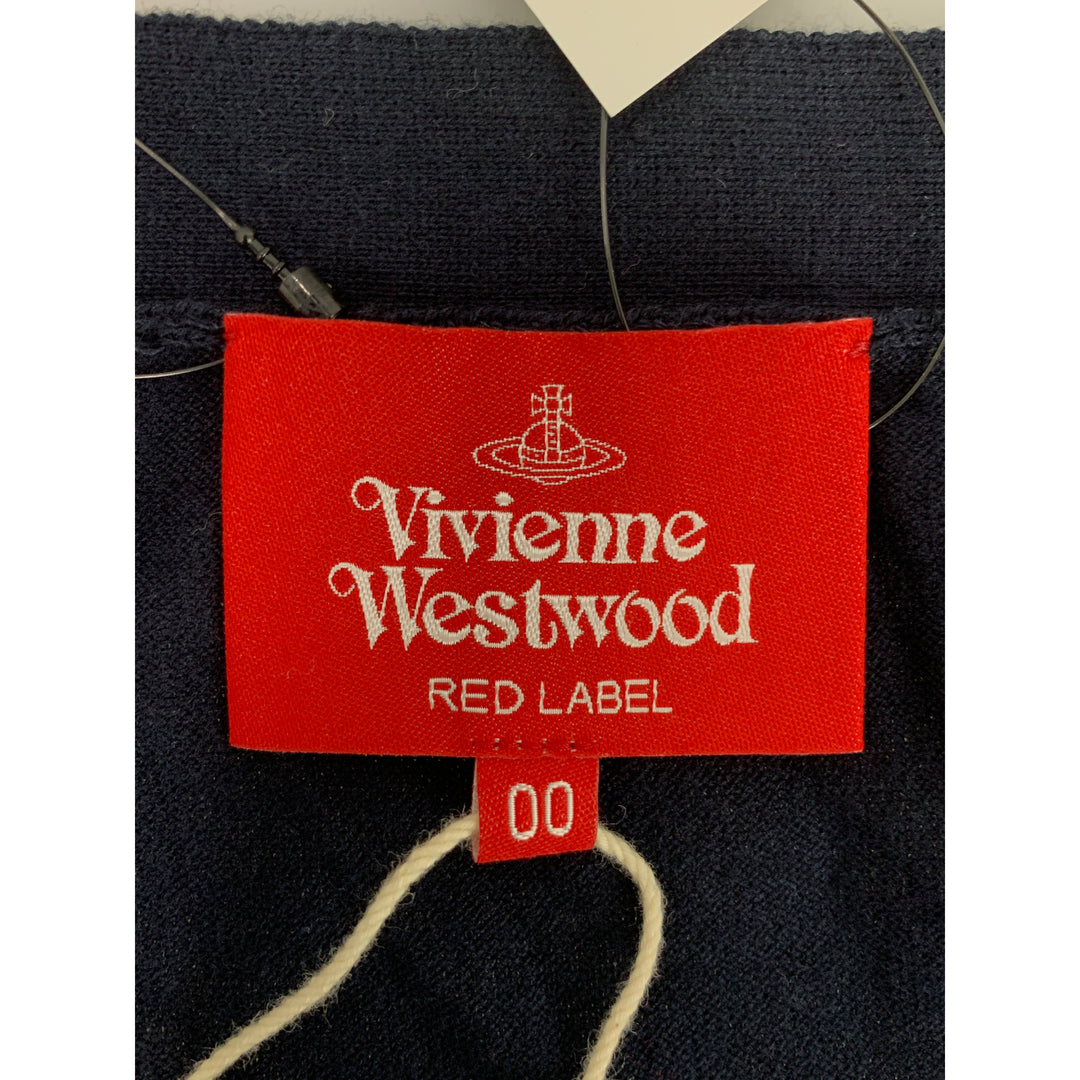 Vivienne
Westwood
RED LABEL
00